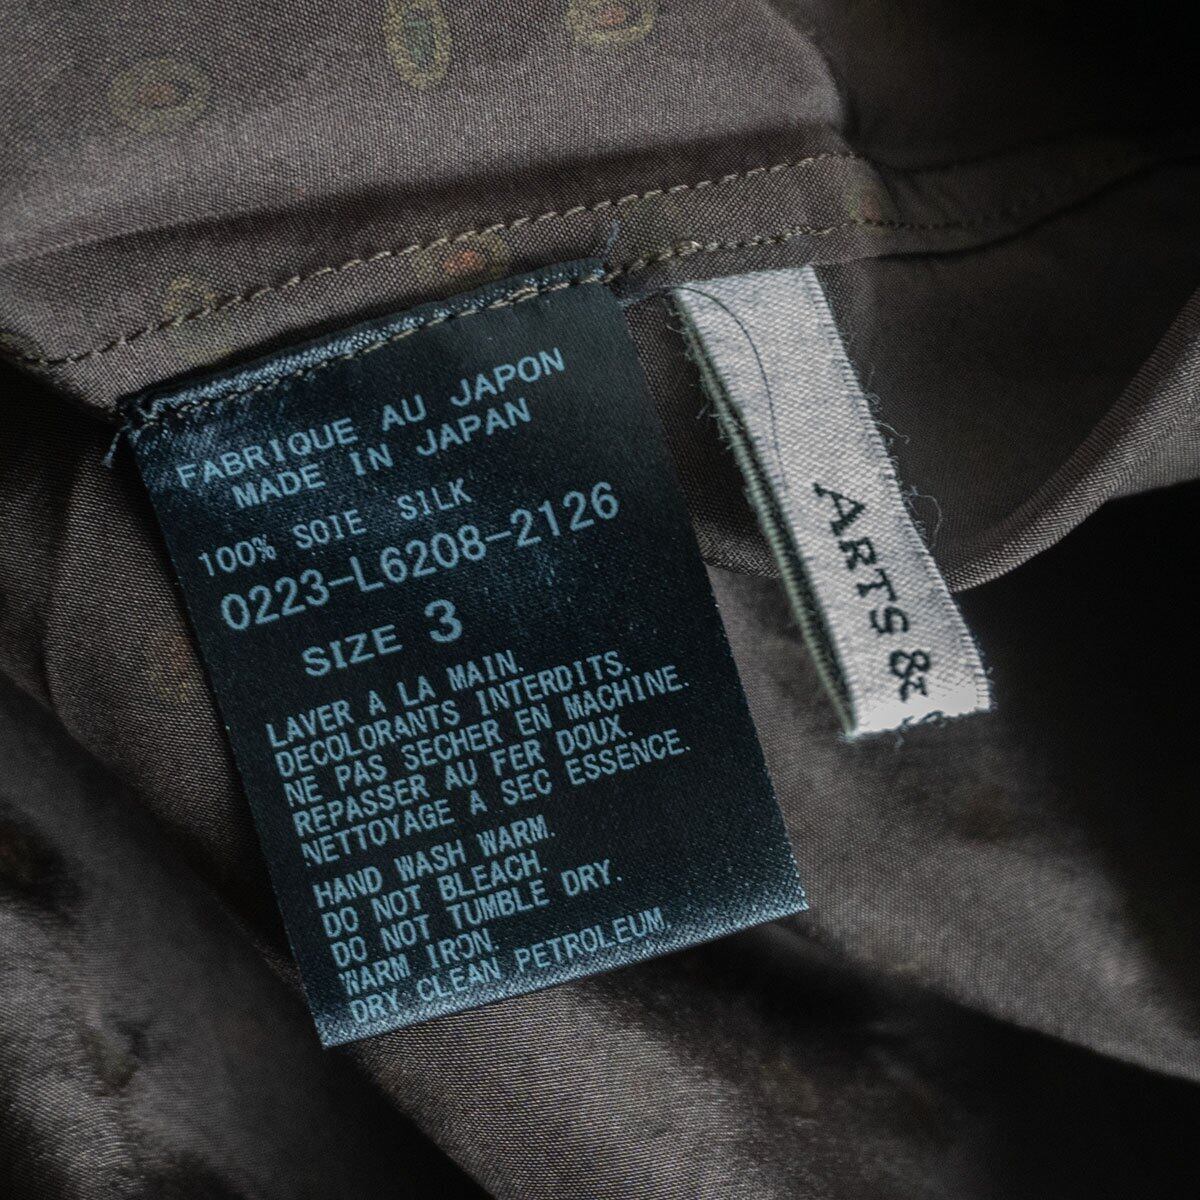 FABRIQUE AU JAPON
MADE IN JAPAN
100% SOIE SILK
0223-L6208-2126
SIZE 3
LAVER A LA MAIN.
DECOLORANTS INTERDITS.
NE PAS SECHER EN MACHINE.
REPASSER AU FER DOUX.
NETTOYAGE A SEC ESSENCE.
HAND WASH WARM.
DO NOT BLEACH.
DO NOT TUMBLE DRY.
WARM IRON.
DRY CLEAN PETROLEUM.
ARTS &